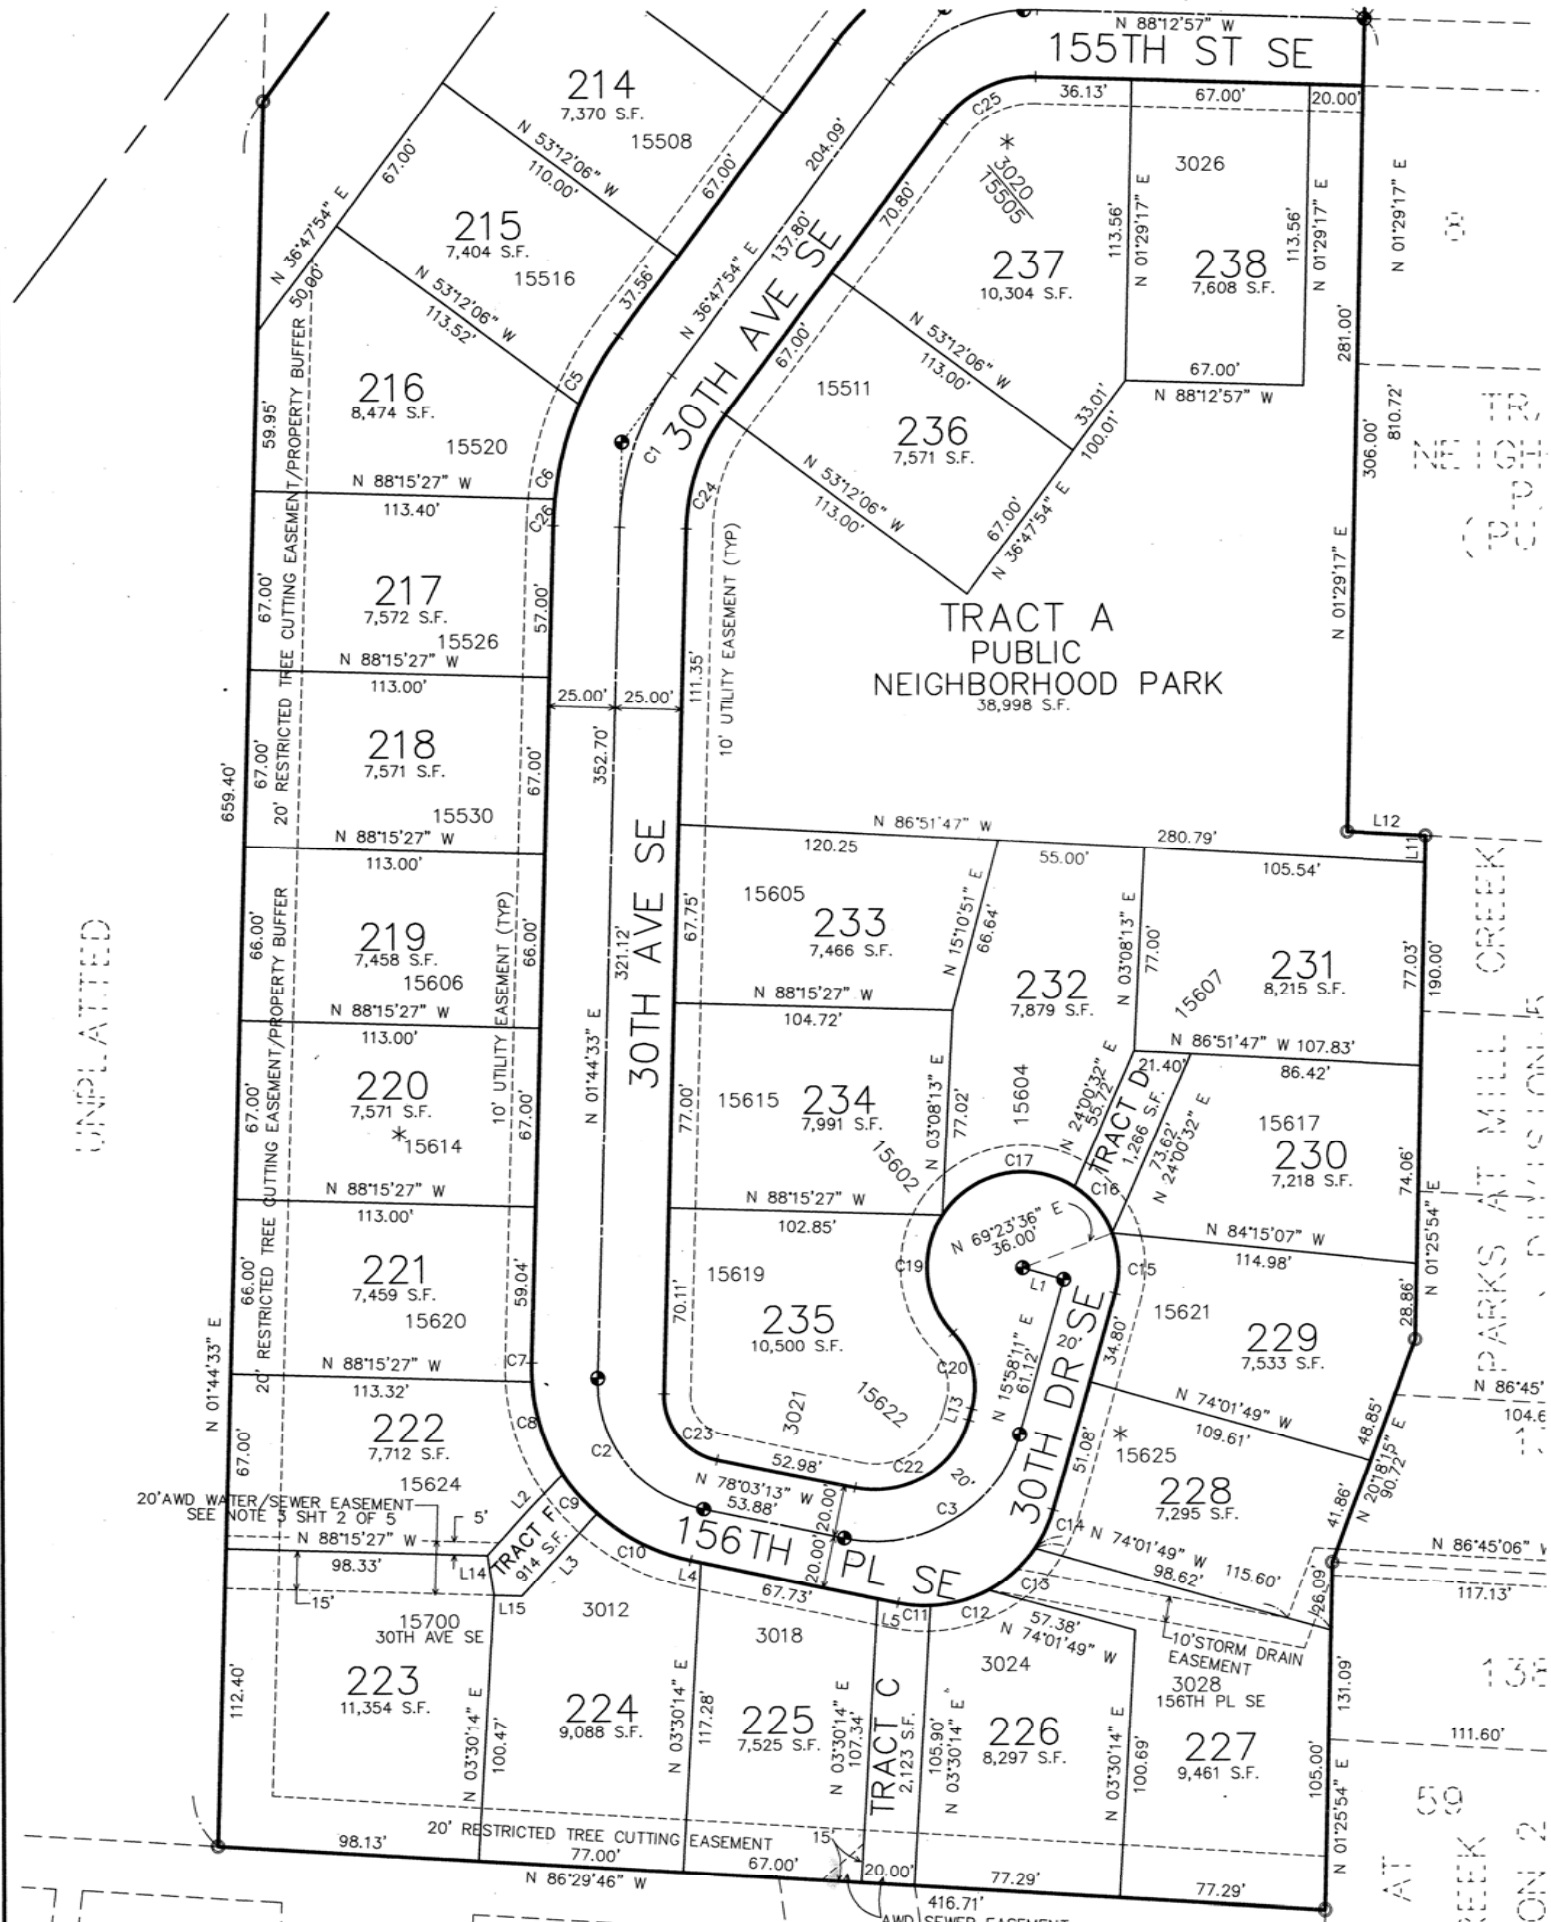 N 88°12'57" W
155TH ST SE
36.13'
67.00'
20.00'
C25
214
7,370 S.F.
15508
N 53°12'06" W
110.00'
67.00'
67.00'
204.09'
70.80'
*
3020
15505
3026
113.56'
N 01°29'17" E
113.56'
N 01°29'17" E
N 01°29'17" E
237
10,304 S.F.
238
7,608 S.F.
N 36°47'54" E
50.00'
215
7,404 S.F.
15516
37.56'
N 53°12'06" W
113.52'
N 36°47'54" E
137.80'
30TH AVE SE
67.00'
N 53°12'06" W
113.00'
33.01'
100.01'
67.00'
N 88°12'57" W
281.00'
306.00'
810.72'
N 01°29'17" E
216
8,474 S.F.
15520
59.95'
C5
C6
C26
C1
C24
15511
236
7,571 S.F.
N 53°12'06" W
113.00'
67.00'
N 36°47'54" E
N 88°15'27" W
113.40'
20' RESTRICTED TREE CUTTING EASEMENT/PROPERTY BUFFER
217
7,572 S.F.
15526
67.00'
57.00'
N 88°15'27" W
113.00'
25.00'
25.00'
111.35'
10' UTILITY EASEMENT (TYP)
TRACT A
PUBLIC
NEIGHBORHOOD PARK
38,998 S.F.
218
7,571 S.F.
15530
67.00'
67.00'
352.70'
659.40'
N 88°15'27" W
113.00'
N 86°51'47" W
280.79'
L12
L11
120.25
55.00'
105.54'
219
7,458 S.F.
15606
66.00'
66.00'
10' UTILITY EASEMENT (TYP)
20' RESTRICTED TREE CUTTING EASEMENT/PROPERTY BUFFER
321.12'
30TH AVE SE
67.75'
15605
233
7,466 S.F.
N 15°10'51" E
66.64'
232
7,879 S.F.
N 03°08'13" E
77.00'
15607
231
8,215 S.F.
77.03'
190.00'
UNPLATTED
PARKS AT MILL CREEK
N 88°15'27" W
113.00'
N 01°44'33" E
N 88°15'27" W
104.72'
N 86°51'47" W 107.83'
220
7,571 S.F.
*
15614
67.00'
67.00'
77.00'
15615
234
7,991 S.F.
15602
N 03°08'13" E
77.02'
15604
N 24°00'32" E
55.72'
21.40'
TRACT D
1,266 S.F.
73.62'
N 24°00'32" E
86.42'
15617
230
7,218 S.F.
74.06'
N 01°25'54" E
N 88°15'27" W
113.00'
N 88°15'27" W
102.85'
C17
C16
N 84°15'07" W
114.98'
221
7,459 S.F.
15620
66.00'
59.04'
N 01°44'33" E
20' RESTRICTED TREE CUTTING EASEMENT/PROPERTY BUFFER
70.11'
15619
235
10,500 S.F.
C19
N 69°23'36" E
36.00'
L1
C15
15621
229
7,533 S.F.
28.86'
N 88°15'27" W
113.32'
C7
C20
L13
N 15°58'11" E
61.12'
20'
34.80'
30TH DR SE
N 74°01'49" W
109.61'
48.85'
N 20°18'15" E
90.72'
N 86°45'
222
7,712 S.F.
15624
67.00'
C8
C2
C23
3021
15622
52.98'
C22
20'
C3
51.08'
*
15625
228
7,295 S.F.
41.86'
20'AWD WATER/SEWER EASEMENT
SEE NOTE 3 SHT 2 OF 5
5'
N 88°15'27" W
98.33'
L2
C9
TRACT F
914 S.F.
L3
L14
L15
15'
N 78°03'13" W
53.88'
20.00'
20.00'
156TH PL SE
C10
L4
67.73'
C14
C13
C12
C11
L5
N 74°01'49" W
98.62'
115.60'
26.09'
N 86°45'06" W
117.13'
15700
30TH AVE SE
3012
3018
3024
57.38'
N 74°01'49" W
10'STORM DRAIN
EASEMENT
3028
156TH PL SE
131.09'
223
11,354 S.F.
112.40'
N 03°30'14" E
100.47'
224
9,088 S.F.
N 03°30'14" E
117.28'
225
7,525 S.F.
N 03°30'14" E
107.34'
TRACT C
2,123 S.F.
105.90'
N 03°30'14" E
226
8,297 S.F.
N 03°30'14" E
100.69'
227
9,461 S.F.
105.00'
N 01°25'54" E
111.60'
59
98.13'
20' RESTRICTED TREE CUTTING EASEMENT
77.00'
67.00'
15
20.00'
77.29'
77.29'
N 86°29'46" W
416.71'
AWD SEWER EASEMENT
AT